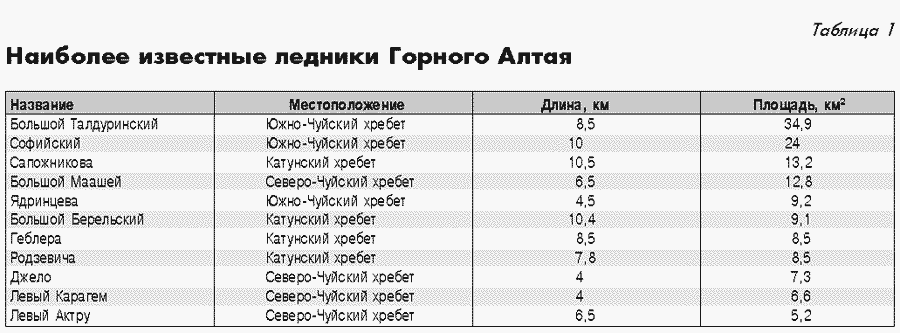 Таблица 1
Наиболее известные ледники Горного Алтая
Название Местоположение Длина, км Площадь, км²
Большой Талдуринский Южно-Чуйский хребет 8,5 34,9
Софийский Южно-Чуйский хребет 10 24
Сапожникова Катунский хребет 10,5 13,2
Большой Маашей Северо-Чуйский хребет 6,5 12,8
Ядринцева Южно-Чуйский хребет 4,5 9,2
Большой Берельский Катунский хребет 10,4 9,1
Геблера Катунский хребет 8,5 8,5
Родзевича Катунский хребет 7,8 8,5
Джело Северо-Чуйский хребет 4 7,3
Левый Карагем Северо-Чуйский хребет 4 6,6
Левый Актру Северо-Чуйский хребет 6,5 5,2